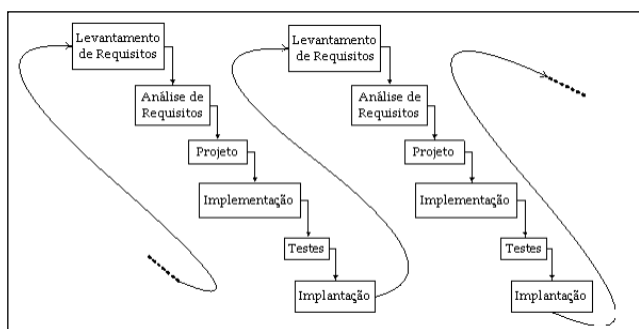 Levantamento
de Requisitos
Análise de
Requisitos
Projeto
Implementação
Testes
Implantação
Levantamento
de Requisitos
Análise de
Requisitos
Projeto
Implementação
Testes
Implantação